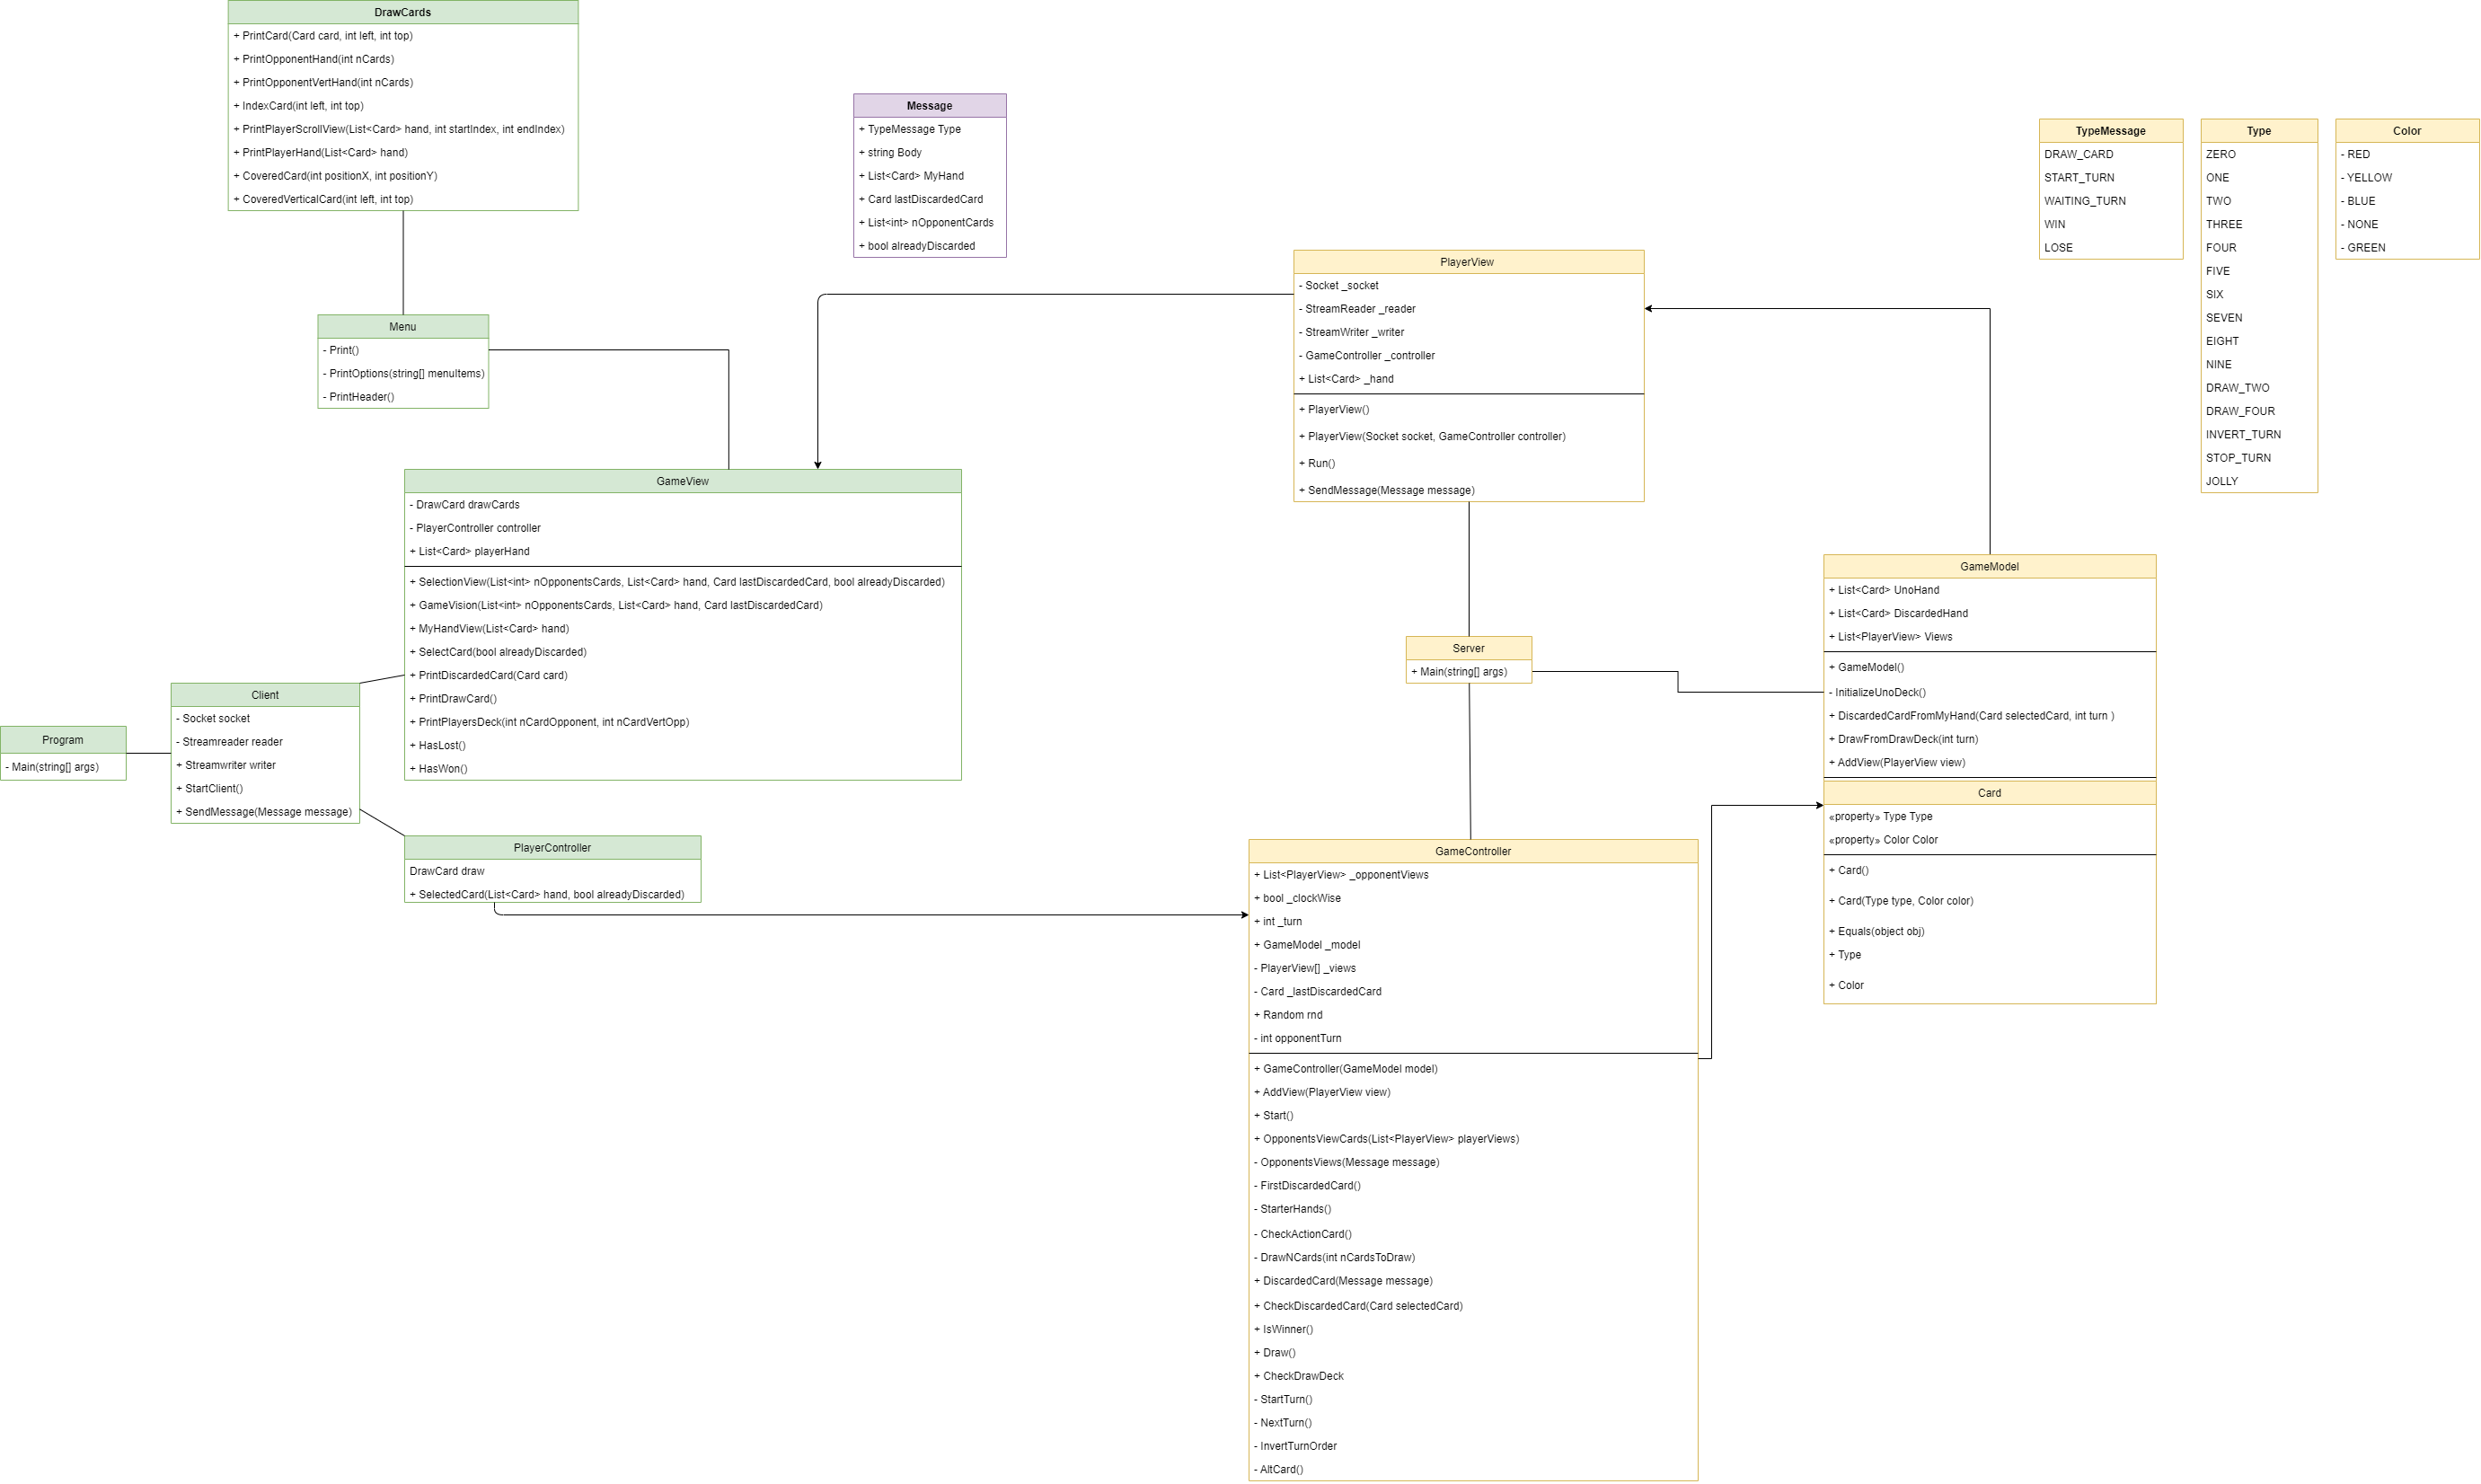 DrawCards
+ PrintCard(Card card, int left, int top)
+ PrintOpponentHand(int nCards)
+ PrintOpponentVertHand(int nCards)
+ IndexCard(int left, int top)
+ PrintPlayerScrollView(List<Card> hand, int startIndex, int endIndex)
+ PrintPlayerHand(List<Card> hand)
+ CoveredCard(int positionX, int positionY)
+ CoveredVerticalCard(int left, int top)
Message
+ TypeMessage Type
+ string Body
+ List<Card> MyHand
+ Card lastDiscardedCard
+ List<int> nOpponentCards
+ bool alreadyDiscarded
TypeMessage
DRAW_CARD
START_TURN
WAITING_TURN
WIN
LOSE
Type
ZERO
ONE
TWO
THREE
FOUR
FIVE
SIX
SEVEN
EIGHT
NINE
DRAW_TWO
DRAW_FOUR
INVERT_TURN
STOP_TURN
JOLLY
Color
- RED
- YELLOW
- BLUE
- NONE
- GREEN
PlayerView
- Socket _socket
- StreamReader _reader
- StreamWriter _writer
- GameController _controller
+ List<Card> _hand
+ PlayerView()
+ PlayerView(Socket socket, GameController controller)
+ Run()
+ SendMessage(Message message)
Menu
- Print()
- PrintOptions(string[] menuItems)
- PrintHeader()
GameView
- DrawCard drawCards
- PlayerController controller
+ List<Card> playerHand
+ SelectionView(List<int> nOpponentsCards, List<Card> hand, Card lastDiscardedCard, bool alreadyDiscarded)
+ GameVision(List<int> nOpponentsCards, List<Card> hand, Card lastDiscardedCard)
+ MyHandView(List<Card> hand)
+ SelectCard(bool alreadyDiscarded)
+ PrintDiscardedCard(Card card)
+ PrintDrawCard()
+ PrintPlayersDeck(int nCardOpponent, int nCardVertOpp)
+ HasLost()
+ HasWon()
GameModel
+ List<Card> UnoHand
+ List<Card> DiscardedHand
+ List<PlayerView> Views
+ GameModel()
- InitializeUnoDeck()
+ DiscardedCardFromMyHand(Card selectedCard, int turn )
+ DrawFromDrawDeck(int turn)
+ AddView(PlayerView view)
Server
+ Main(string[] args)
Client
- Socket socket
- Streamreader reader
+ Streamwriter writer
+ StartClient()
+ SendMessage(Message message)
Program
- Main(string[] args)
Card
«property» Type Type
«property» Color Color
+ Card()
+ Card(Type type, Color color)
+ Equals(object obj)
+ Type
+ Color
PlayerController
DrawCard draw
+ SelectedCard(List<Card> hand, bool alreadyDiscarded)
GameController
+ List<PlayerView> _opponentViews
+ bool _clockWise
+ int _turn
+ GameModel _model
- PlayerView[] _views
- Card _lastDiscardedCard
+ Random rnd
- int opponentTurn
+ GameController(GameModel model)
+ AddView(PlayerView view)
+ Start()
+ OpponentsViewCards(List<PlayerView> playerViews)
- OpponentsViews(Message message)
- FirstDiscardedCard()
- StarterHands()
- CheckActionCard()
- DrawNCards(int nCardsToDraw)
+ DiscardedCard(Message message)
+ CheckDiscardedCard(Card selectedCard)
+ IsWinner()
+ Draw()
+ CheckDrawDeck
- StartTurn()
- NextTurn()
- InvertTurnOrder
- AltCard()